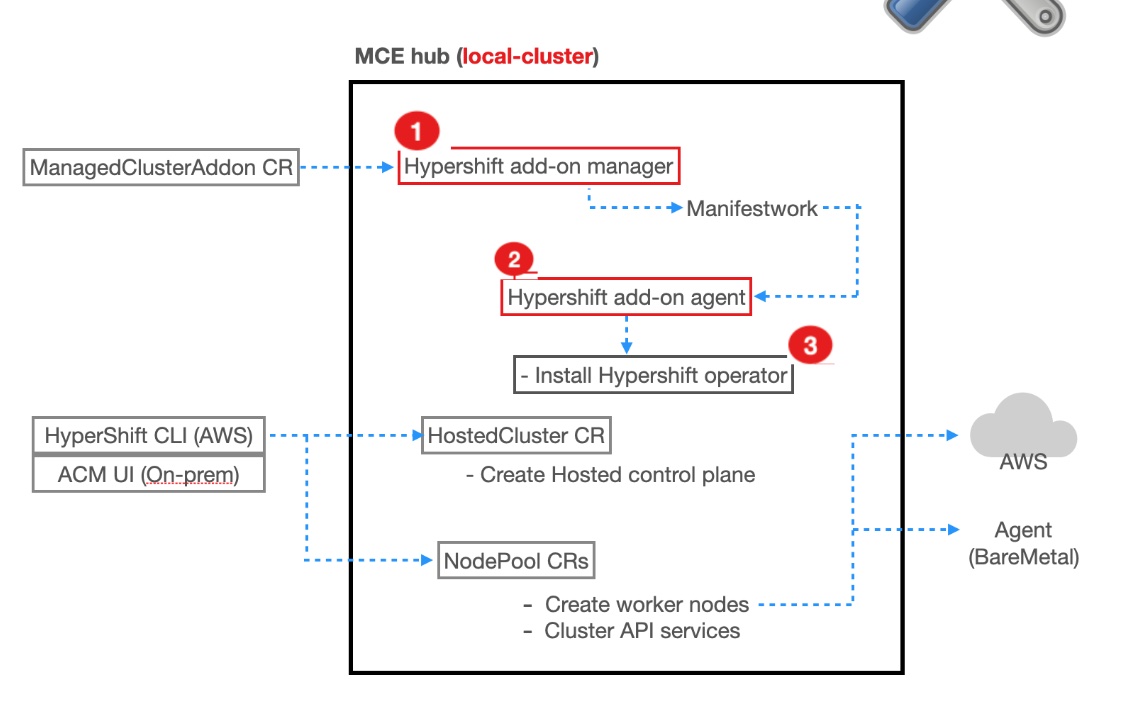 MCE hub (local-cluster)
1
ManagedClusterAddon CR
Hypershift add-on manager
Manifestwork
2
Hypershift add-on agent
3
- Install Hypershift operator
HyperShift CLI (AWS)
ACM UI (On-prem)
HostedCluster CR
- Create Hosted control plane
AWS
Agent
(BareMetal)
NodePool CRs
- Create worker nodes
- Cluster API services